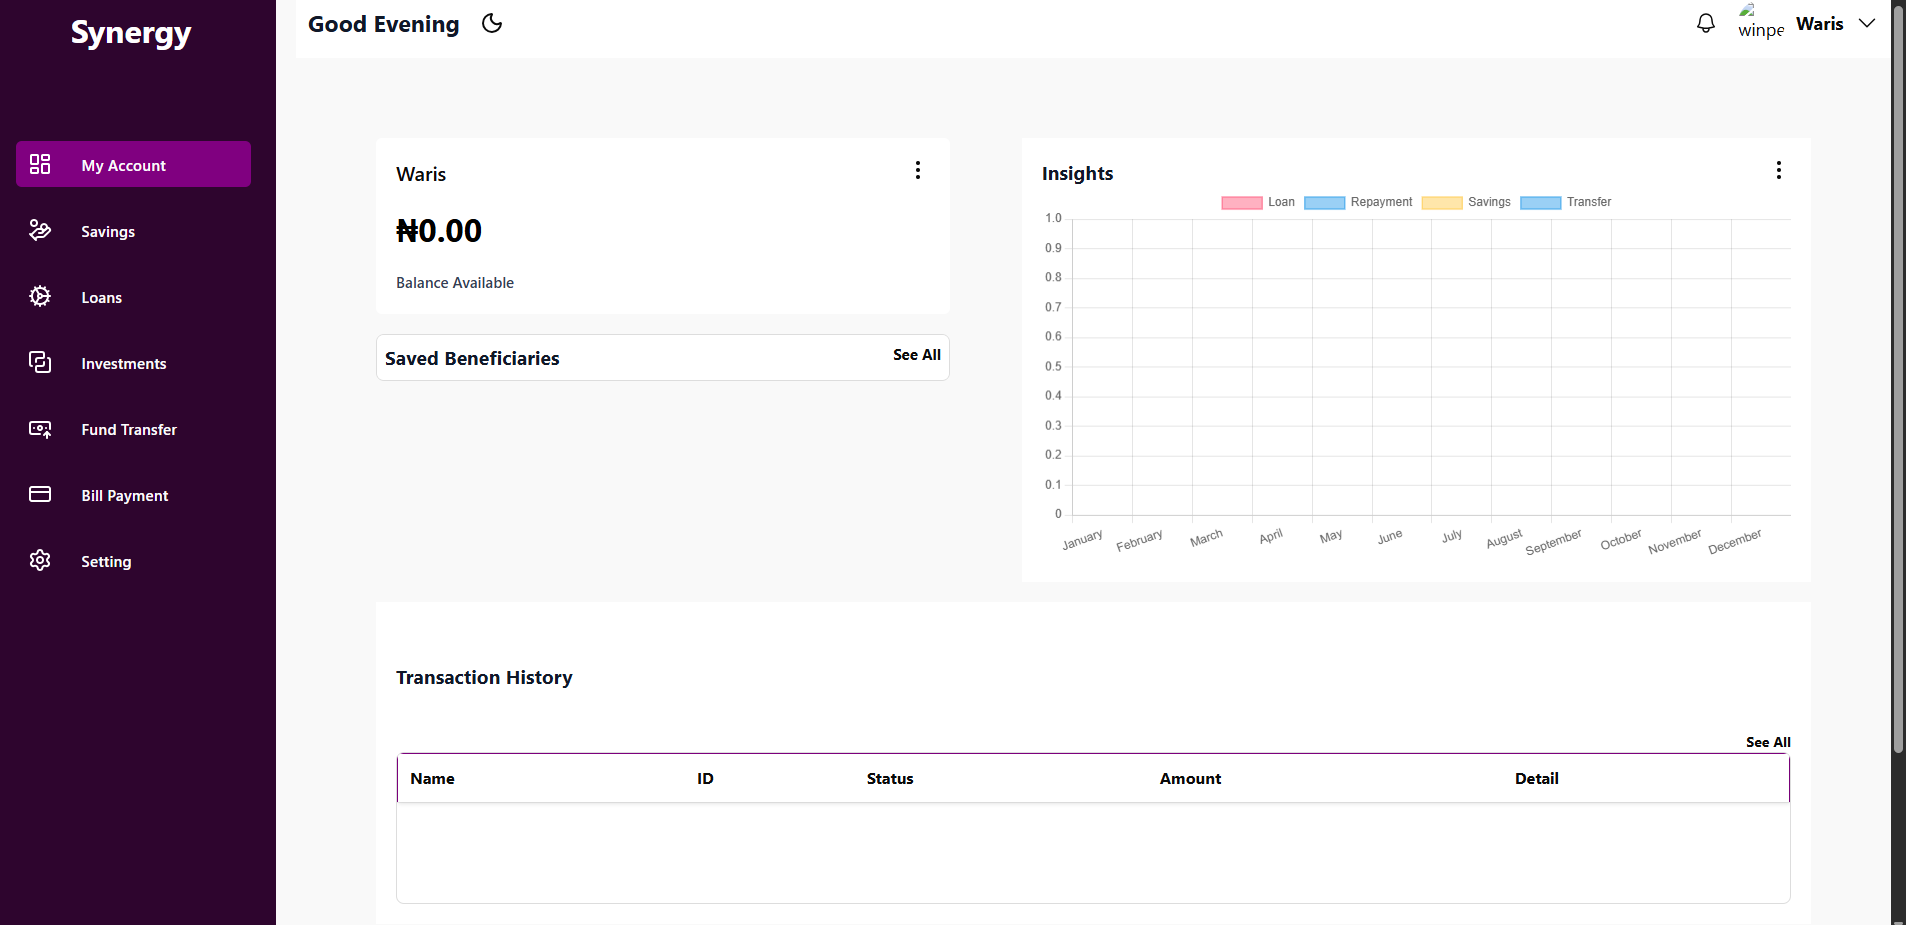 Synergy
Good Evening
winpe
Waris
My Account
Savings
Loans
Investments
Fund Transfer
Bill Payment
Setting
Waris
₦0.00
Balance Available
Saved Beneficiaries
See All
Insights
Loan Repayment Savings Transfer
1.0
0.9
0.8
0.7
0.6
0.5
0.4
0.3
0.2
0.1
0
January February March April May June July August September October November December
Transaction History
See All
Name ID Status Amount Detail